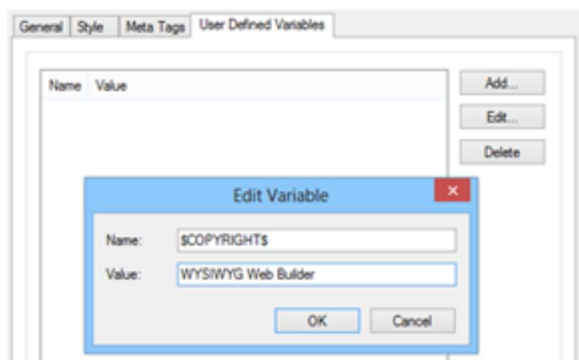 General Style Meta Tags User Defined Variables
Name Value
Add...
Edit...
Delete
Edit Variable
Name: $COPYRIGHT$
Value: WYSIWYG Web Builder
OK Cancel